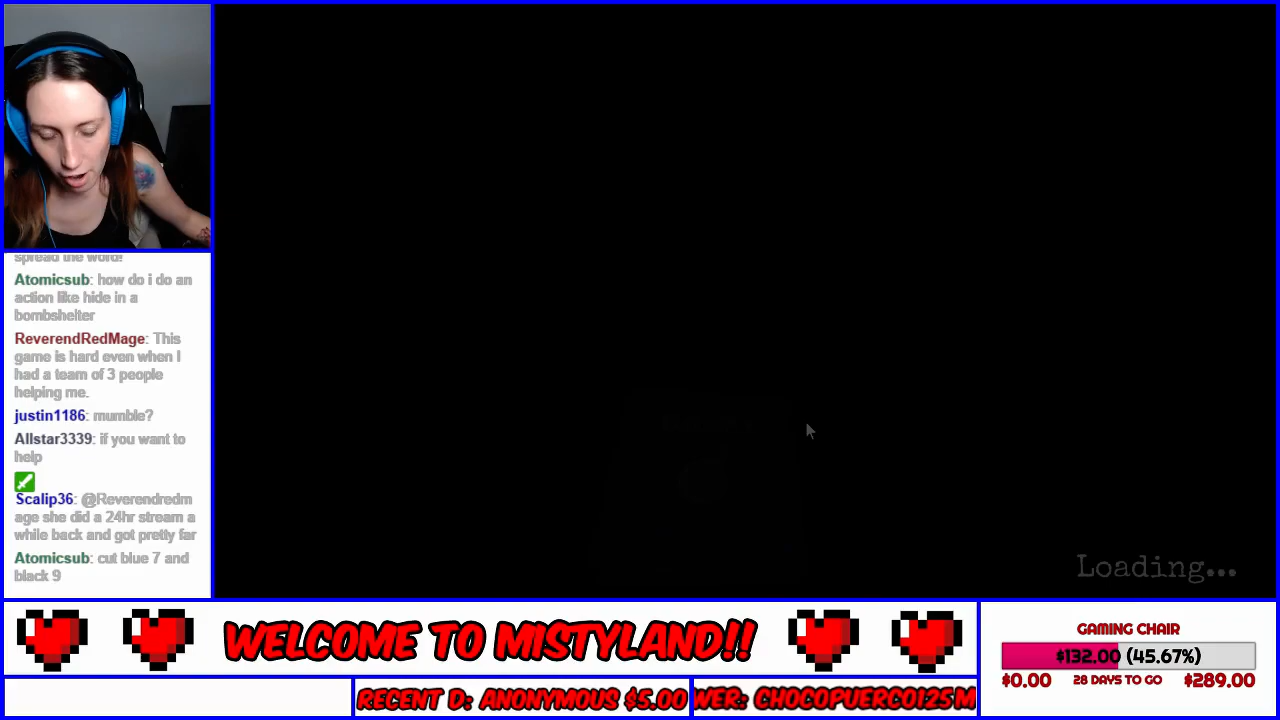 spread the word!
Atomicsub: how do i do an
action like hide in a
bombshelter
ReverendRedMage: This
game is hard even when I
had a team of 3 people
helping me.
justin1186: mumble?
Allstar3339: if you want to
help
Scalip36: @Reverendredm
age she did a 24hr stream a
while back and got pretty far
Atomicsub: cut blue 7 and
black 9
Loading...
WELCOME TO MISTYLAND!!
GAMING CHAIR
$132.00 (45.67%)
$0.00 28 DAYS TO GO $289.00
RECENT D: ANONYMOUS $5.00
WER: CHOCOPUERCO125M